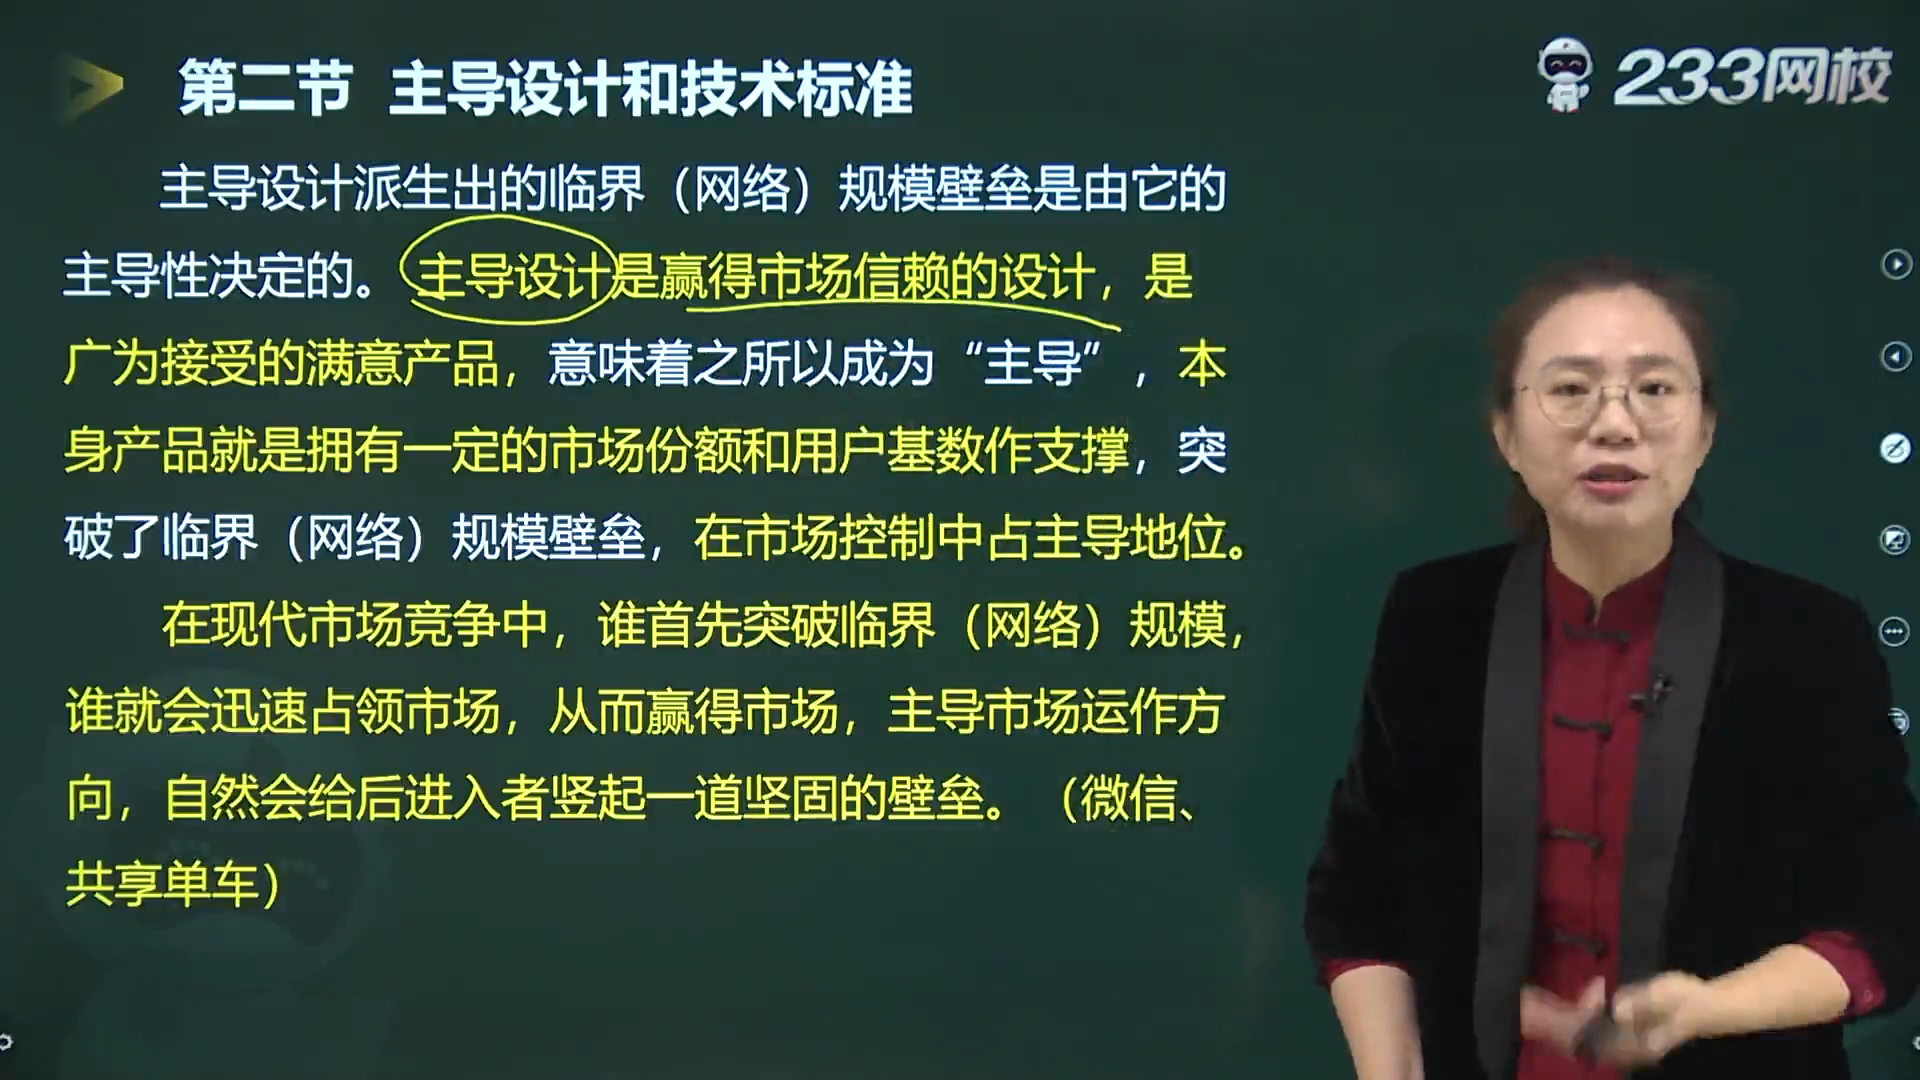 第二节 主导设计和技术标准
233网校
主导设计派生出的临界（网络）规模壁垒是由它的
主导性决定的。主导设计是赢得市场信赖的设计，是
广为接受的满意产品，意味着之所以成为“主导”，本
身产品就是拥有一定的市场份额和用户基数作支撑，突
破了临界（网络）规模壁垒，在市场控制中占主导地位。
在现代市场竞争中，谁首先突破临界（网络）规模，
谁就会迅速占领市场，从而赢得市场，主导市场运作方
向，自然会给后进入者竖起一道坚固的壁垒。（微信、
共享单车）